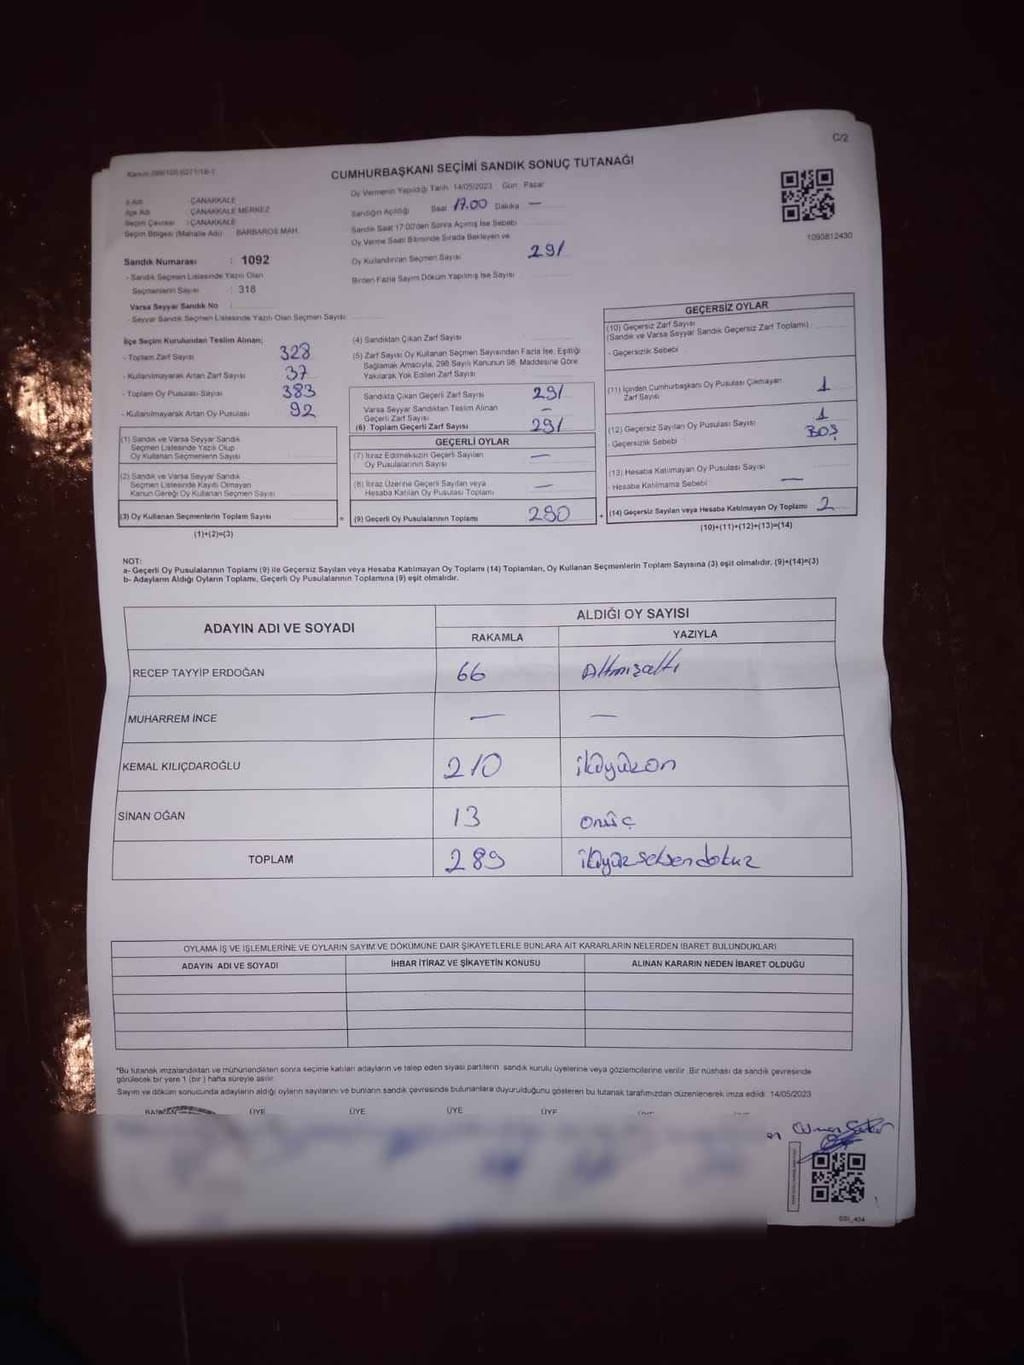 C/2
CUMHURBAŞKANI SEÇİMİ SANDIK SONUÇ TUTANAĞI
Oy Vermenin Yapıldığı Tarih: 14/05/2023 Gün: Pazar
İl Adı : ÇANAKKALE
İlçe Adı : ÇANAKKALE MERKEZ
Seçim Çevresi : ÇANAKKALE
Seçim Bölgesi (Mahalle Adı) : BARBAROS MAH.
Sandığın Açıldığı Saat 17.00 Dakika —
Sandık Saat 17.00'den Sonra Açılmış İse Sebebi
Oy Verme Saati Bitiminde Sırada Bekleyen ve
Oy Kullandırılan Seçmen Sayısı 291
Birden Fazla Sayım Döküm Yapılmış İse Sayısı
1090812430
Sandık Numarası : 1092
- Sandık Seçmen Listesinde Yazılı Olan
Seçmenlerin Sayısı : 318
Varsa Seyyar Sandık No :
- Seyyar Sandık Seçmen Listesinde Yazılı Olan Seçmen Sayısı:
İlçe Seçim Kurulundan Teslim Alınan;
- Toplam Zarf Sayısı 328
- Kullanılmayarak Artan Zarf Sayısı 37
- Toplam Oy Pusulası Sayısı 383
- Kullanılmayarak Artan Oy Pusulası 92
(1) Sandık ve Varsa Seyyar Sandık
Seçmen Listesinde Yazılı Olup
Oy Kullanan Seçmenlerin Sayısı
(2) Sandık ve Varsa Seyyar Sandık
Seçmen Listesinde Kayıtlı Olmayan
Kanun Gereği Oy Kullanan Seçmen Sayısı
(3) Oy Kullanan Seçmenlerin Toplam Sayısı
(1)+(2)=(3)
(4) Sandıktan Çıkan Zarf Sayısı
(5) Zarf Sayısı Oy Kullanan Seçmen Sayısından Fazla İse, Eşitliği
Sağlamak Amacıyla, 298 Sayılı Kanunun 98. Maddesine Göre
Yakılarak Yok Edilen Zarf Sayısı
Sandıkta Çıkan Geçerli Zarf Sayısı 291
Varsa Seyyar Sandıktan Teslim Alınan
Geçerli Zarf Sayısı —
(6) Toplam Geçerli Zarf Sayısı 291
GEÇERLİ OYLAR
(7) İtiraz Edilmeksizin Geçerli Sayılan
Oy Pusulalarının Sayısı —
(8) İtiraz Üzerine Geçerli Sayılan veya
Hesaba Katılan Oy Pusulası Toplamı —
= (9) Geçerli Oy Pusulalarının Toplamı 290
GEÇERSİZ OYLAR
(10) Geçersiz Zarf Sayısı
(Sandık ve Varsa Seyyar Sandık Geçersiz Zarf Toplamı)
- Geçersizlik Sebebi
(11) İçinden Cumhurbaşkanı Oy Pusulası Çıkmayan
Zarf Sayısı 1
(12) Geçersiz Sayılan Oy Pusulası Sayısı 1
- Geçersizlik Sebebi BOŞ
(13) Hesaba Katılmayan Oy Pusulası Sayısı
- Hesaba Katılmama Sebebi —
+ (14) Geçersiz Sayılan veya Hesaba Katılmayan Oy Toplamı 2
(10)+(11)+(12)+(13)=(14)
NOT:
a- Geçerli Oy Pusulalarının Toplamı (9) ile Geçersiz Sayılan veya Hesaba Katılmayan Oy Toplamı (14) Toplamları, Oy Kullanan Seçmenlerin Toplam Sayısına (3) eşit olmalıdır, (9)+(14)=(3)
b- Adayların Aldığı Oyların Toplamı, Geçerli Oy Pusulalarının Toplamına (9) eşit olmalıdır.
ADAYIN ADI VE SOYADI
ALDIĞI OY SAYISI
RAKAMLA YAZIYLA
RECEP TAYYİP ERDOĞAN 66 Altmışaltı
MUHARREM İNCE — —
KEMAL KILIÇDAROĞLU 210 ikiyüzon
SİNAN OĞAN 13 onüç
TOPLAM 289 ikiyüzseksendokuz
OYLAMA İŞ VE İŞLEMLERİNE VE OYLARIN SAYIM VE DÖKÜMÜNE DAİR ŞİKAYETLERLE BUNLARA AİT KARARLARIN NELERDEN İBARET BULUNDUKLARI
ADAYIN ADI VE SOYADI İHBAR İTİRAZ VE ŞİKAYETİN KONUSU ALINAN KARARIN NEDEN İBARET OLDUĞU
*Bu tutanak imzalandıktan ve mühürlendikten sonra seçime katılan adayların ve talep eden siyasi partilerin sandık kurulu üyelerine veya gözlemcilerine verilir. Bir nüshası da sandık çevresinde
görülecek bir yere 1 (bir) hafta süreyle asılır.
Sayım ve döküm sonucunda adayların aldığı oyların sayılarını ve bunların sandık çevresinde bulunanlara duyurulduğunu gösteren bu tutanak tarafımızdan düzenlenerek imza edildi. 14/05/2023
BAŞKAN ÜYE ÜYE ÜYE ÜYE